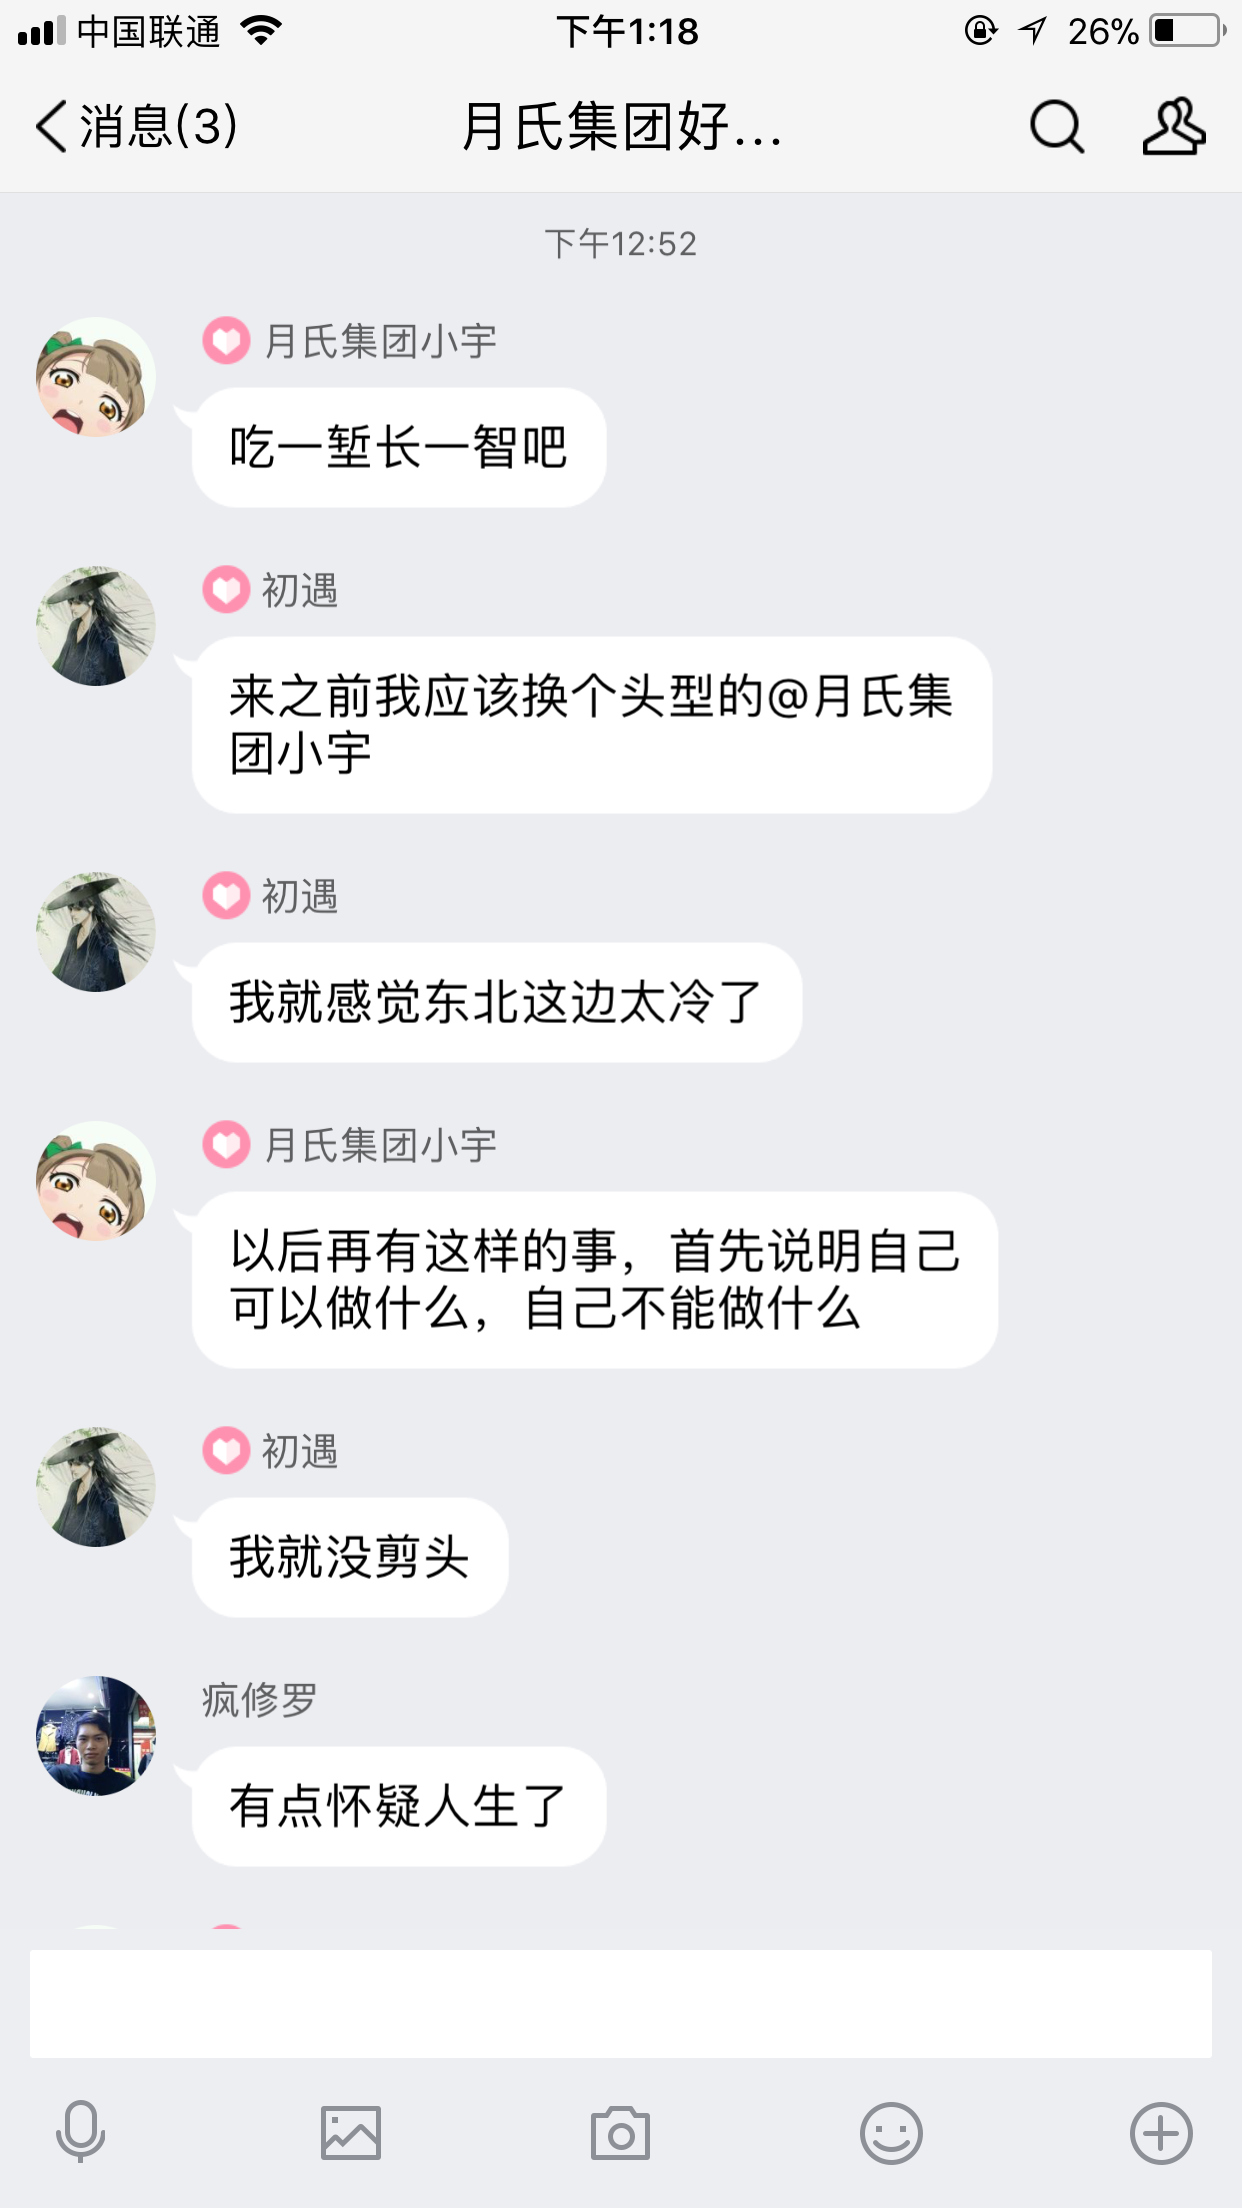 中国联通
下午1:18
26%
消息(3)
月氏集团好...
下午12:52
月氏集团小宇
吃一堑长一智吧
初遇
来之前我应该换个头型的@月氏集
团小宇
初遇
我就感觉东北这边太冷了
月氏集团小宇
以后再有这样的事，首先说明自己
可以做什么，自己不能做什么
初遇
我就没剪头
疯修罗
有点怀疑人生了